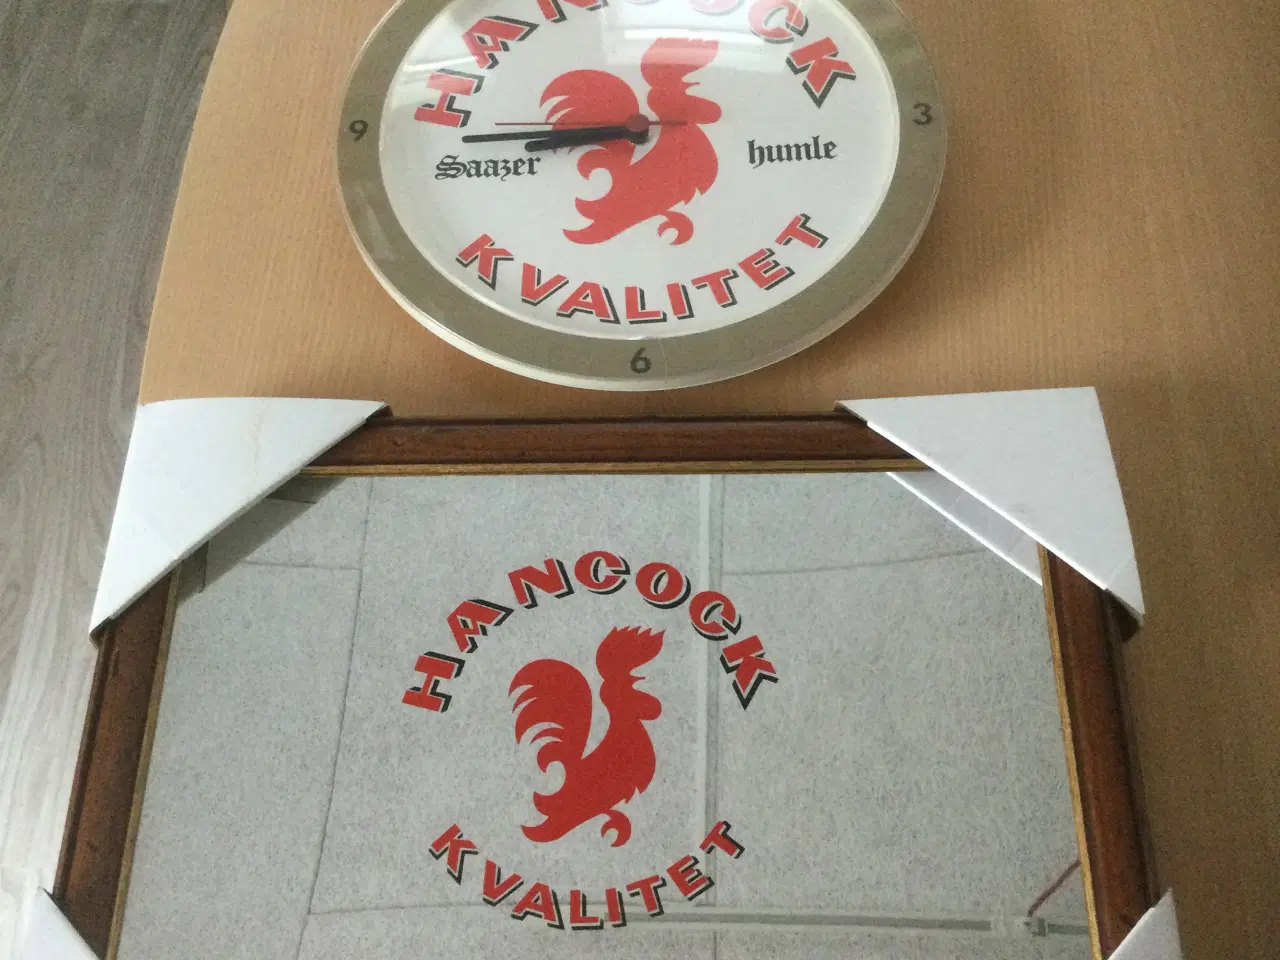 HANCOCK
9
3
Saazer humle
KVALITET
6
HANCOCK
KVALITET